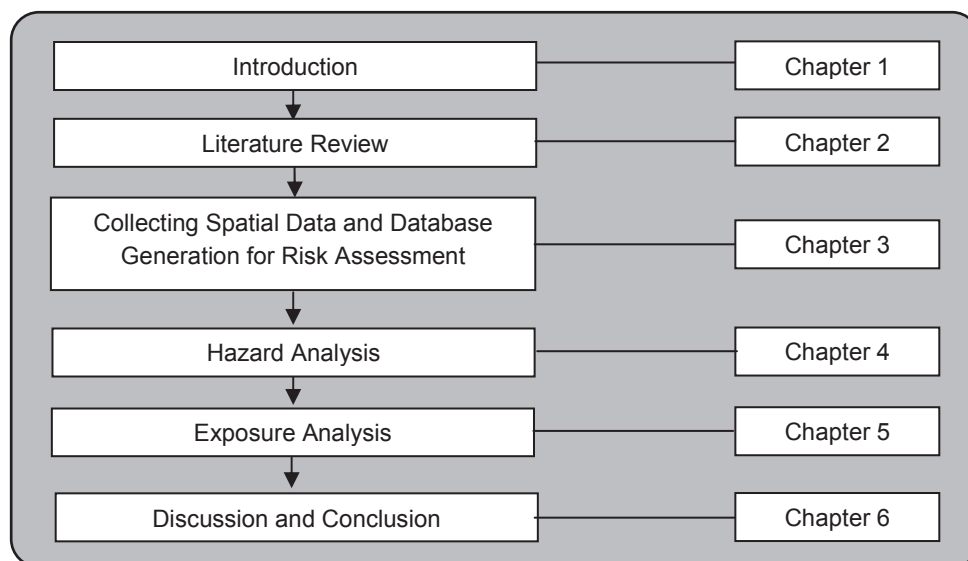 Introduction
Chapter 1
Literature Review
Chapter 2
Collecting Spatial Data and Database
Generation for Risk Assessment
Chapter 3
Hazard Analysis
Chapter 4
Exposure Analysis
Chapter 5
Discussion and Conclusion
Chapter 6